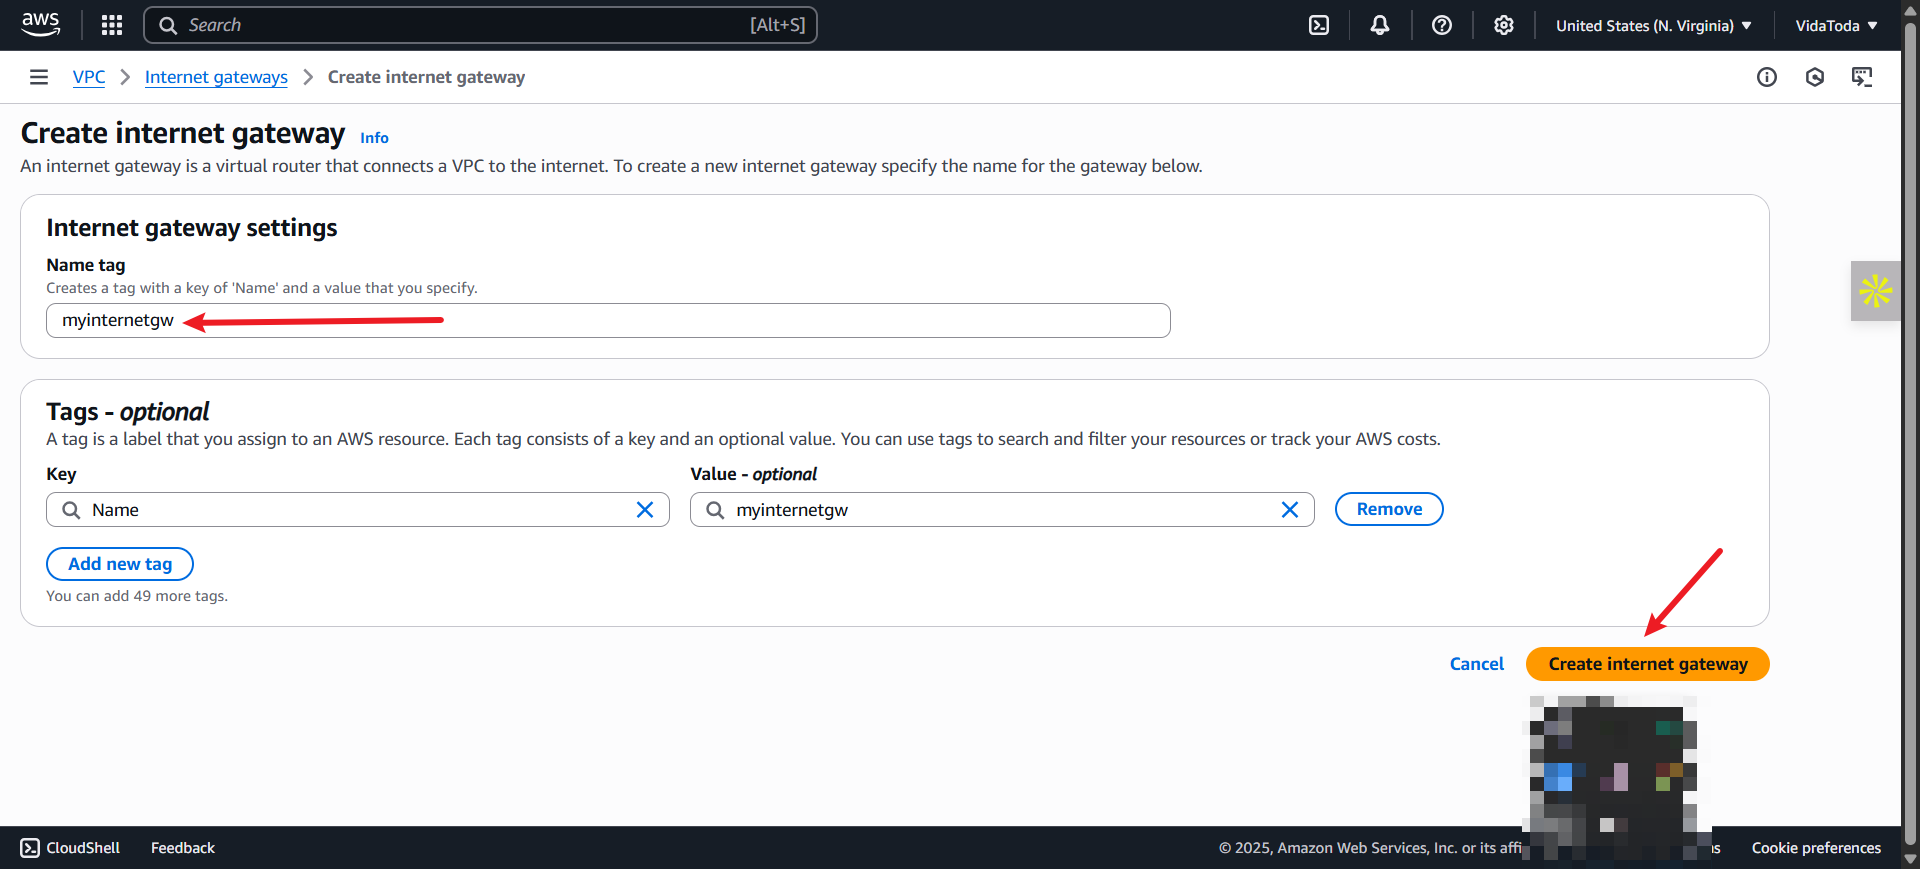 aws
Search [Alt+S]
United States (N. Virginia)
VidaToda
VPC
Internet gateways
Create internet gateway
Create internet gateway Info
An internet gateway is a virtual router that connects a VPC to the internet. To create a new internet gateway specify the name for the gateway below.
Internet gateway settings
Name tag
Creates a tag with a key of 'Name' and a value that you specify.
myinternetgw
Tags - optional
A tag is a label that you assign to an AWS resource. Each tag consists of a key and an optional value. You can use tags to search and filter your resources or track your AWS costs.
Key Value - optional
Name myinternetgw Remove
Add new tag
You can add 49 more tags.
Cancel Create internet gateway
CloudShell Feedback © 2025, Amazon Web Services, Inc. or its Cookie preferences